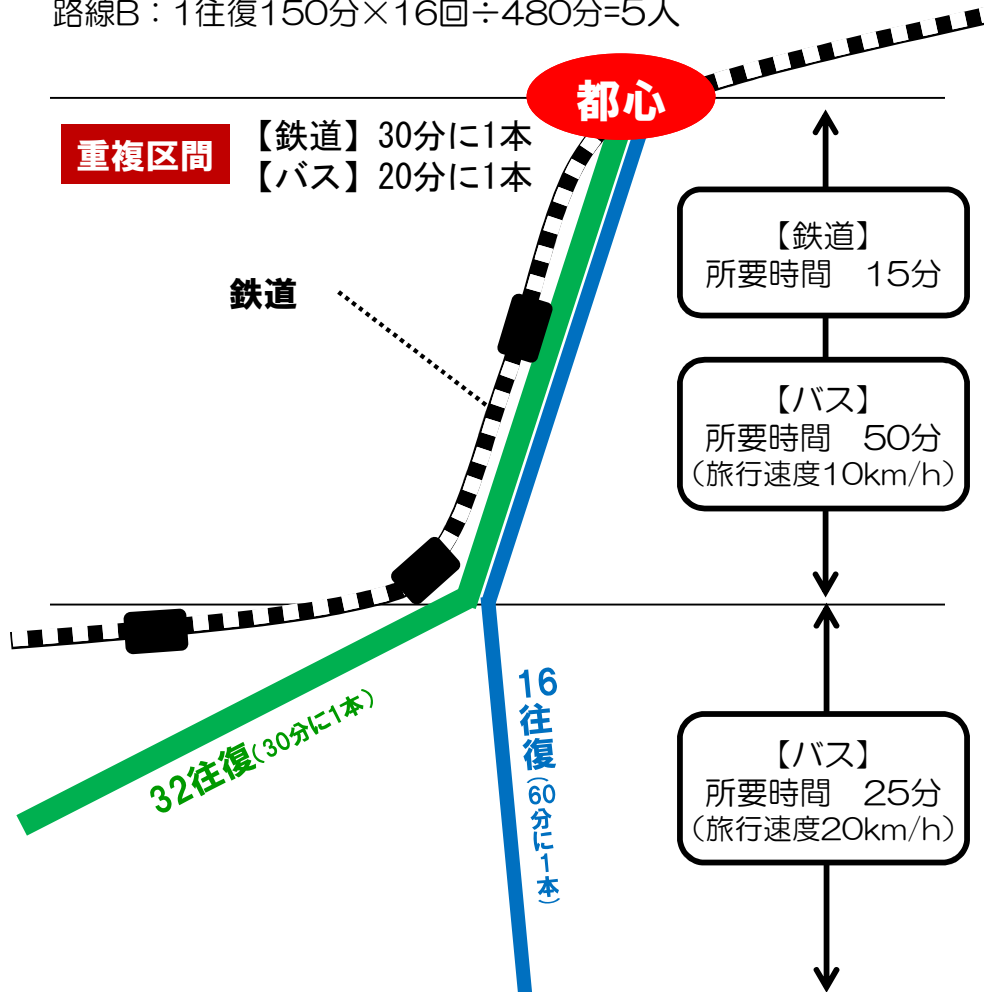 路線B：1往復150分×16回÷480分=5人
都心
重複区間
【鉄道】30分に1本
【バス】20分に1本
【鉄道】
所要時間　15分
鉄道
【バス】
所要時間　50分
（旅行速度10km/h）
32往復（30分に1本）
16往復（60分に1本）
【バス】
所要時間　25分
（旅行速度20km/h）